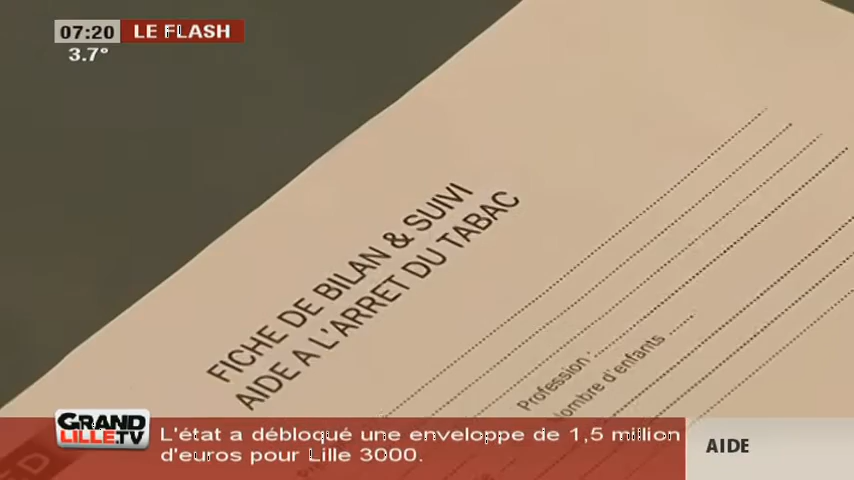 07:20 LE FLASH
3.7°
FICHE DE BILAN & SUIVI
AIDE A L'ARRET DU TABAC
Profession :
Nombre d'enfants
GRAND
LILLE.TV
L'état a débloqué une enveloppe de 1,5 million
d'euros pour Lille 3000.
AIDE